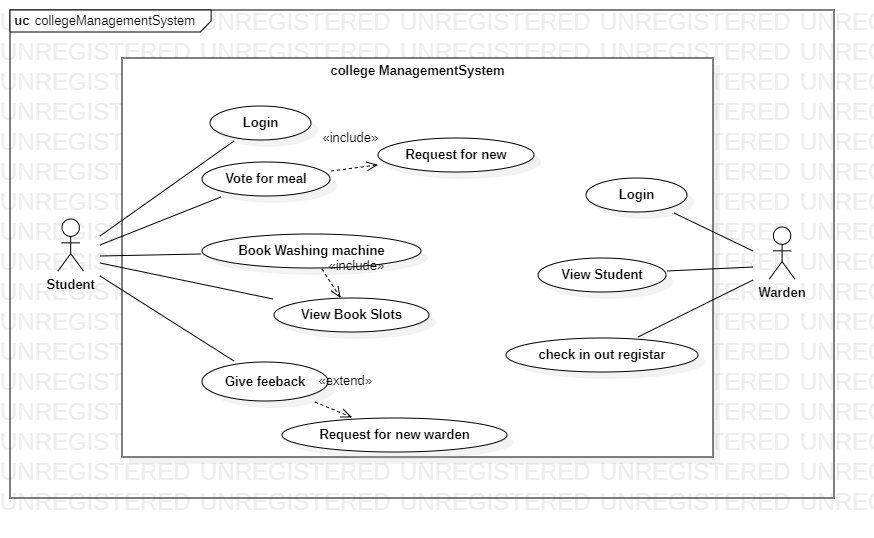 uc collegeManagementSystem
college ManagementSystem
Login
«include»
Request for new
Vote for meal
Login
Book Washing machine
«include»
View Student
Student
Warden
View Book Slots
check in out registar
Give feeback
«extend»
Request for new warden
UNREGISTERED UNREGISTERED UNREGISTERED UNREGISTERED